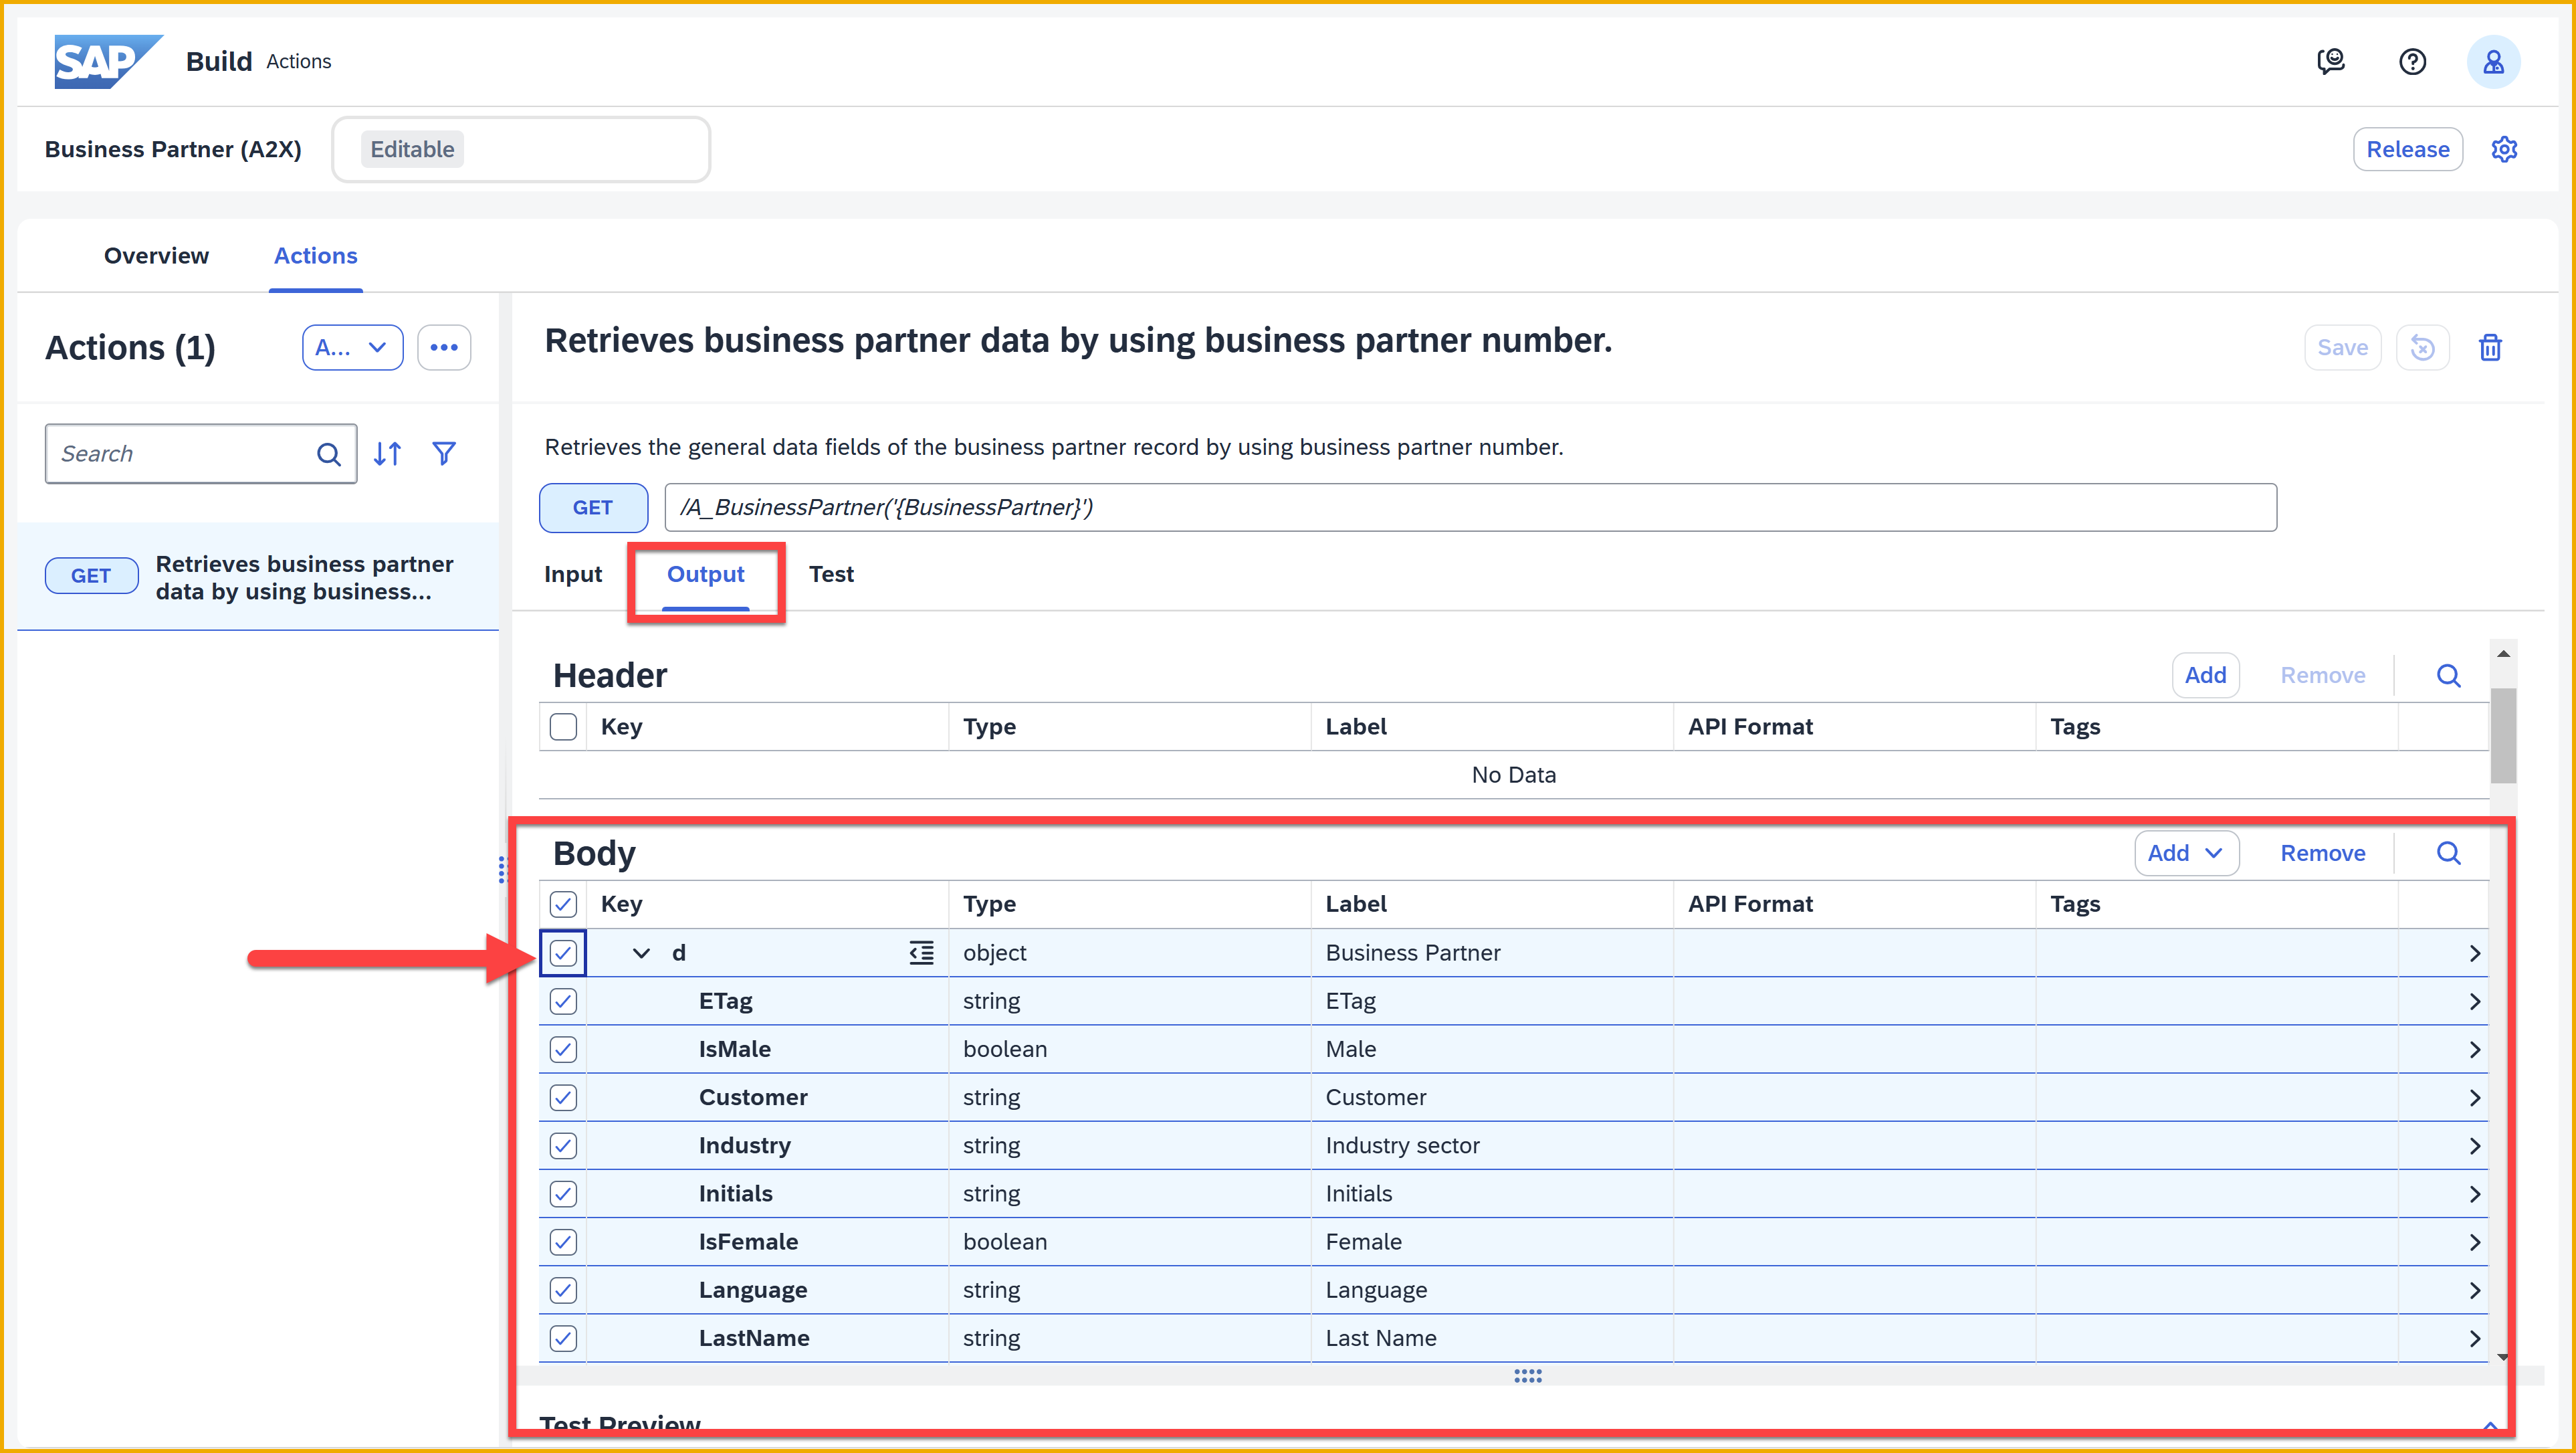 SAP Build Actions
Business Partner (A2X) Editable Release
Overview Actions
Actions (1) A...
Search
GET Retrieves business partner
data by using business...
Retrieves business partner data by using business partner number. Save
Retrieves the general data fields of the business partner record by using business partner number.
GET /A_BusinessPartner('{BusinessPartner}')
Input Output Test
Header Add Remove
Key Type Label API Format Tags
No Data
Body Add Remove
Key Type Label API Format Tags
d object Business Partner
ETag string ETag
IsMale boolean Male
Customer string Customer
Industry string Industry sector
Initials string Initials
IsFemale boolean Female
Language string Language
LastName string Last Name
Test Preview